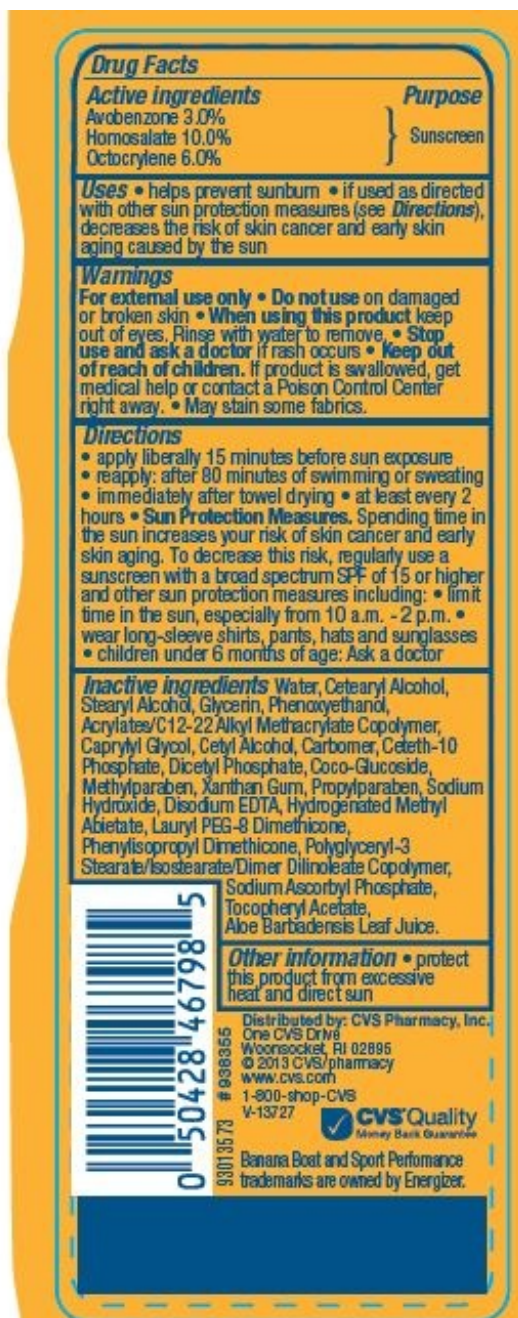 Drug Facts
Active ingredients Purpose
Avobenzone 3.0%
Homosalate 10.0% } Sunscreen
Octocrylene 6.0%
Uses • helps prevent sunburn • if used as directed
with other sun protection measures (see Directions),
decreases the risk of skin cancer and early skin
aging caused by the sun
Warnings
For external use only • Do not use on damaged
or broken skin • When using this product keep
out of eyes. Rinse with water to remove. • Stop
use and ask a doctor if rash occurs • Keep out
of reach of children. If product is swallowed, get
medical help or contact a Poison Control Center
right away. • May stain some fabrics.
Directions
• apply liberally 15 minutes before sun exposure
• reapply: after 80 minutes of swimming or sweating
• immediately after towel drying • at least every 2
hours • Sun Protection Measures. Spending time in
the sun increases your risk of skin cancer and early
skin aging. To decrease this risk, regularly use a
sunscreen with a broad spectrum SPF of 15 or higher
and other sun protection measures including: • limit
time in the sun, especially from 10 a.m. - 2 p.m. •
wear long-sleeve shirts, pants, hats and sunglasses
• children under 6 months of age: Ask a doctor
Inactive ingredients Water, Cetearyl Alcohol,
Stearyl Alcohol, Glycerin, Phenoxyethanol,
Acrylates/C12-22 Alkyl Methacrylate Copolymer,
Caprylyl Glycol, Cetyl Alcohol, Carbomer, Ceteth-10
Phosphate, Dicetyl Phosphate, Coco-Glucoside,
Methylparaben, Xanthan Gum, Propylparaben, Sodium
Hydroxide, Disodium EDTA, Hydrogenated Methyl
Abietate, Lauryl PEG-8 Dimethicone,
Phenylisopropyl Dimethicone, Polyglyceryl-3
Stearate/Isostearate/Dimer Dilinoleate Copolymer,
Sodium Ascorbyl Phosphate,
Tocopheryl Acetate,
Aloe Barbadensis Leaf Juice.
Other information • protect
this product from excessive
heat and direct sun
0 50428 46798 5
93013573 #938355
Distributed by: CVS Pharmacy, Inc.
One CVS Drive
Woonsocket, RI 02895
© 2013 CVS/pharmacy
www.cvs.com
1-800-shop-CVS
V-13727
CVS Quality
Money Back Guarantee
Banana Boat and Sport Perfomance
trademarks are owned by Energizer.